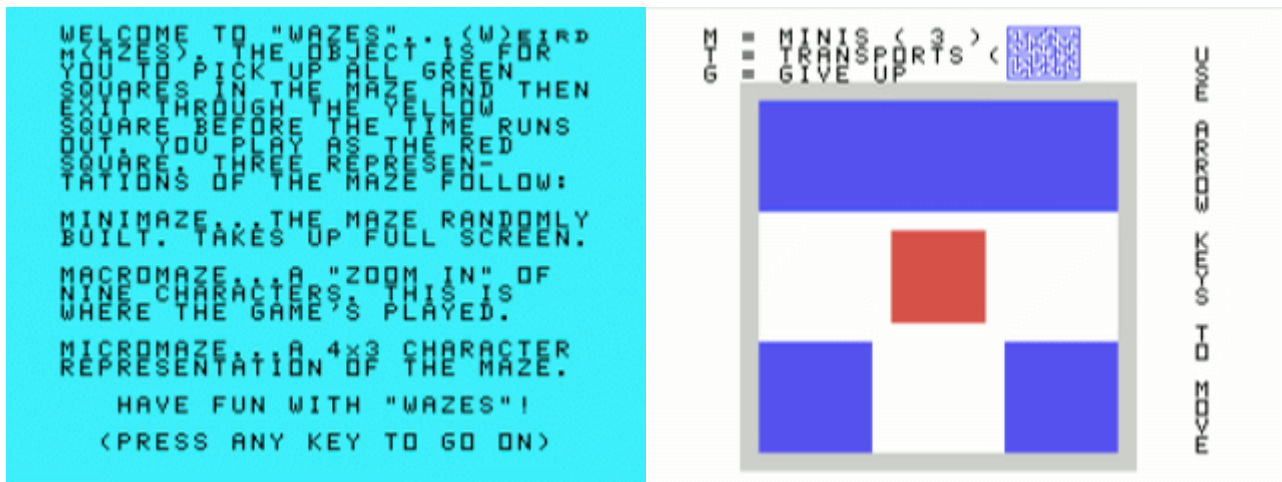 WELCOME TO "WAZES"...(W)EIRD
M(AZES). THE OBJECT IS FOR
YOU TO PICK UP ALL GREEN
SQUARES IN THE MAZE AND THEN
EXIT THROUGH THE YELLOW
SQUARE BEFORE THE TIME RUNS
OUT. YOU PLAY AS THE RED
SQUARE. THREE REPRESEN-
TATIONS OF THE MAZE FOLLOW:
MINIMAZE...THE MAZE RANDOMLY
BUILT. TAKES UP FULL SCREEN.
MACROMAZE...A "ZOOM IN" OF
NINE CHARACTERS. THIS IS
WHERE THE GAME'S PLAYED.
MICROMAZE...A 4x3 CHARACTER
REPRESENTATION OF THE MAZE.
HAVE FUN WITH "WAZES"!
(PRESS ANY KEY TO GO ON)
M = MINIS ( 3 )
T = TRANSPORTS (
G = GIVE UP
USE ARROW KEYS TO MOVE